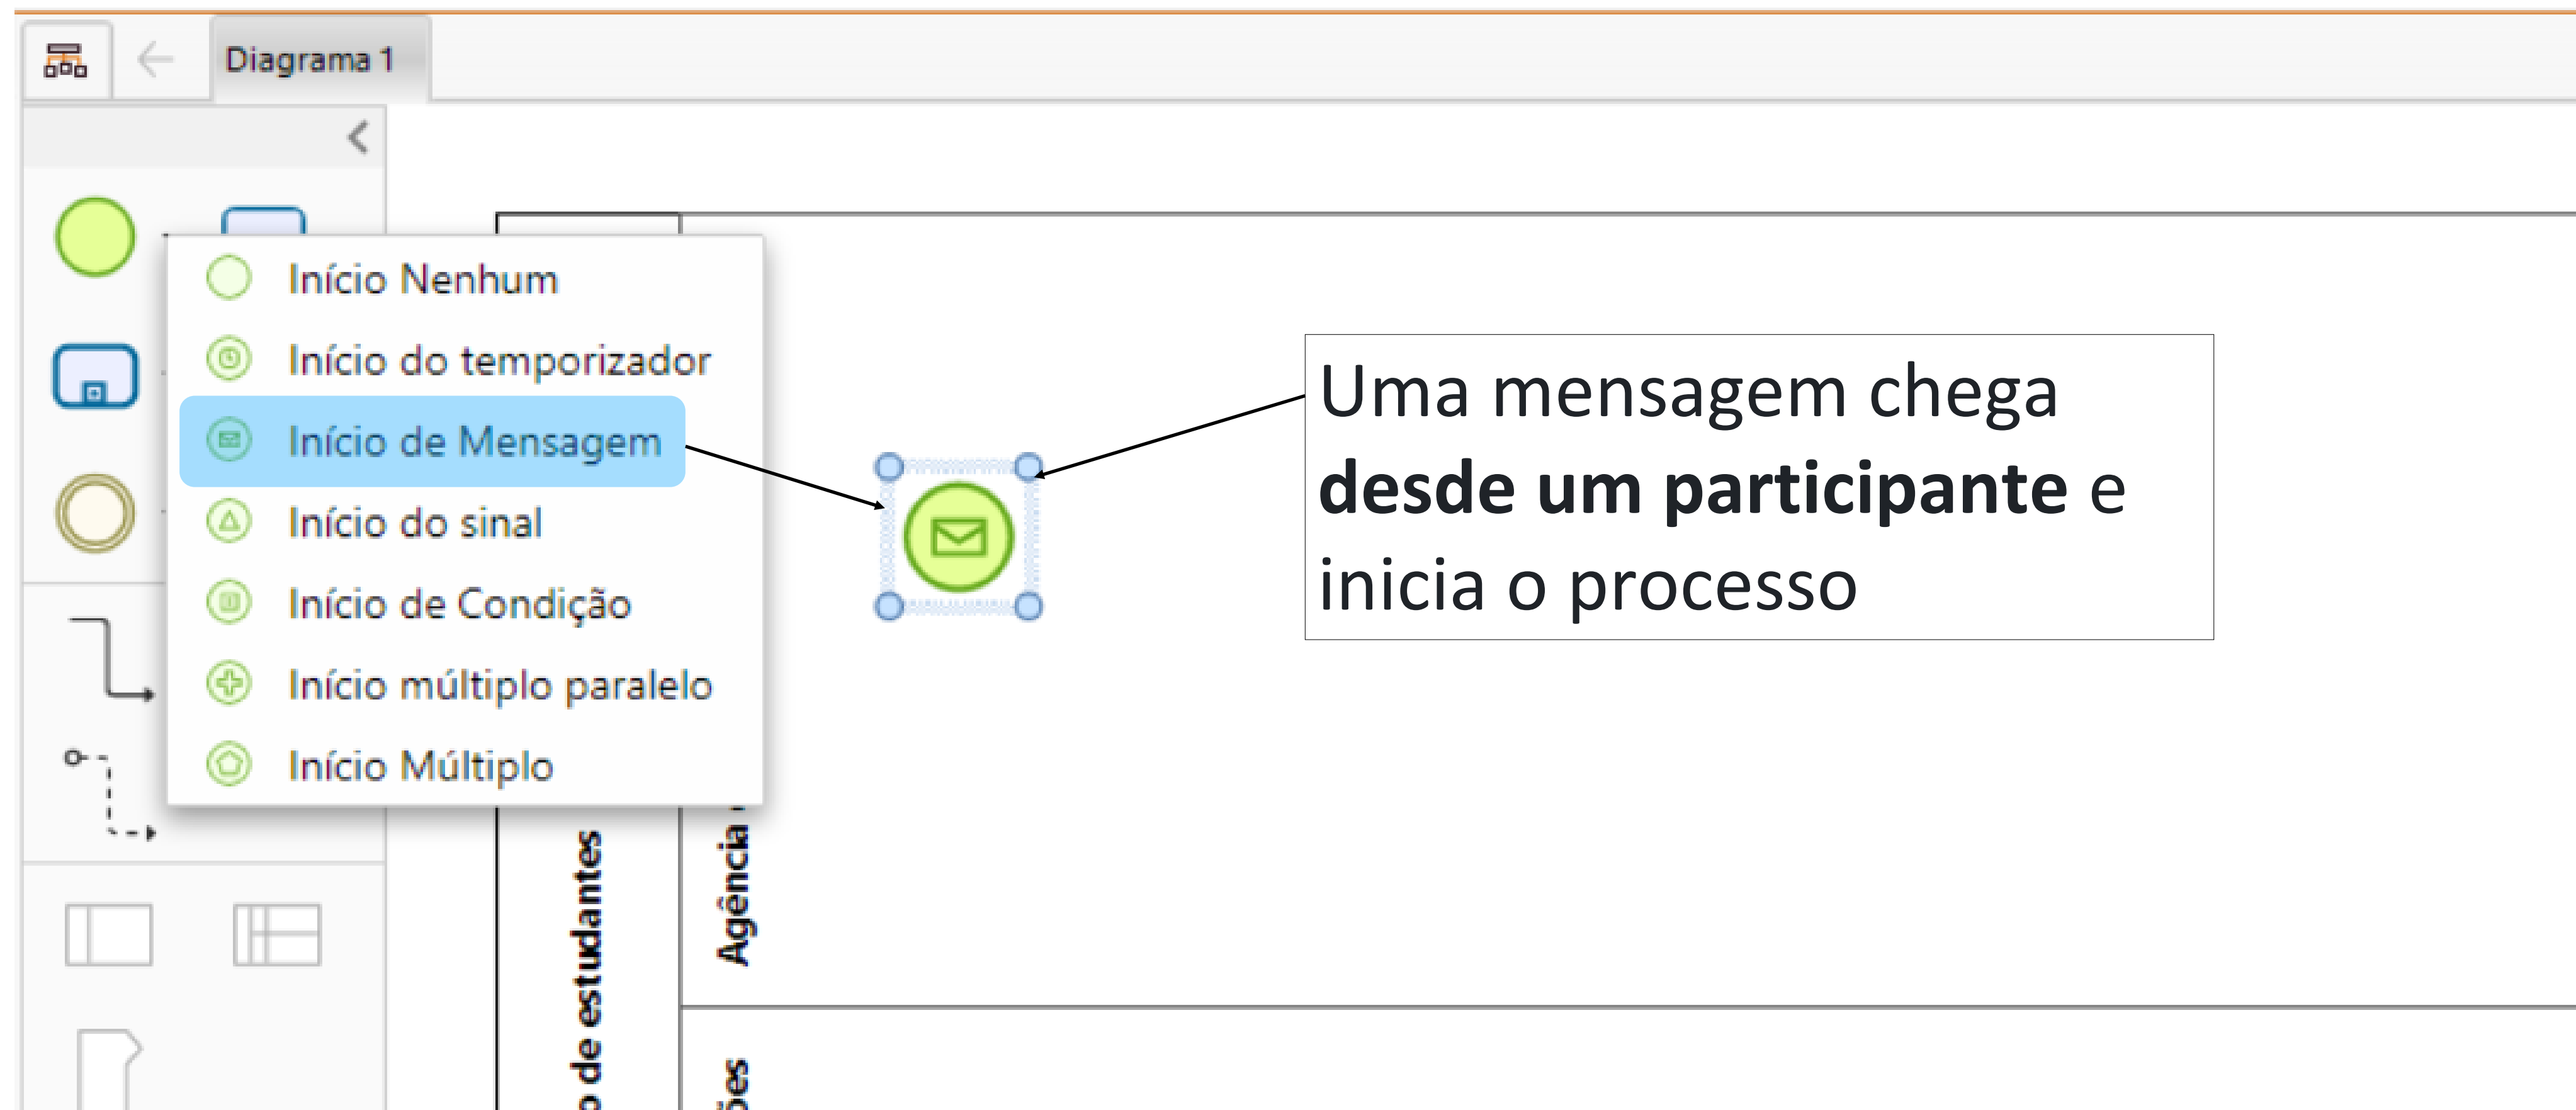 Diagrama 1
Início Nenhum
Início do temporizador
Início de Mensagem
Início do sinal
Início de Condição
Início múltiplo paralelo
Início Múltiplo
Uma mensagem chega
desde um participante e
inicia o processo
de estudantes
Agência